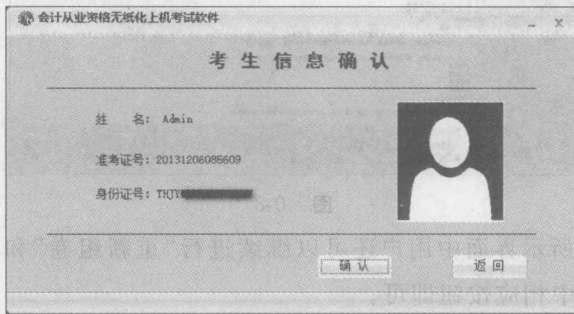 会计从业资格无纸化上机考试软件
考生信息确认
姓 名: Admin
准考证号: 20131206085609
身份证号: THJY
确认 返回